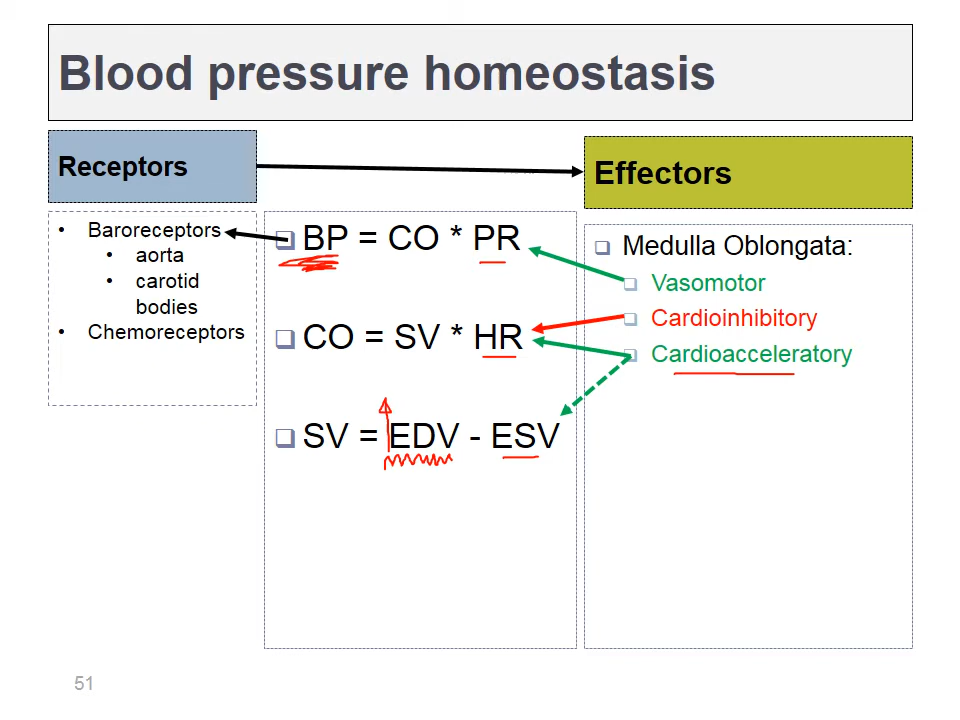 Blood pressure homeostasis
Receptors
Effectors
• Baroreceptors
• aorta
• carotid
bodies
• Chemoreceptors
❑ BP = CO * PR
❑ CO = SV * HR
❑ SV = EDV - ESV
❑ Medulla Oblongata:
❑ Vasomotor
❑ Cardioinhibitory
❑ Cardioacceleratory
51